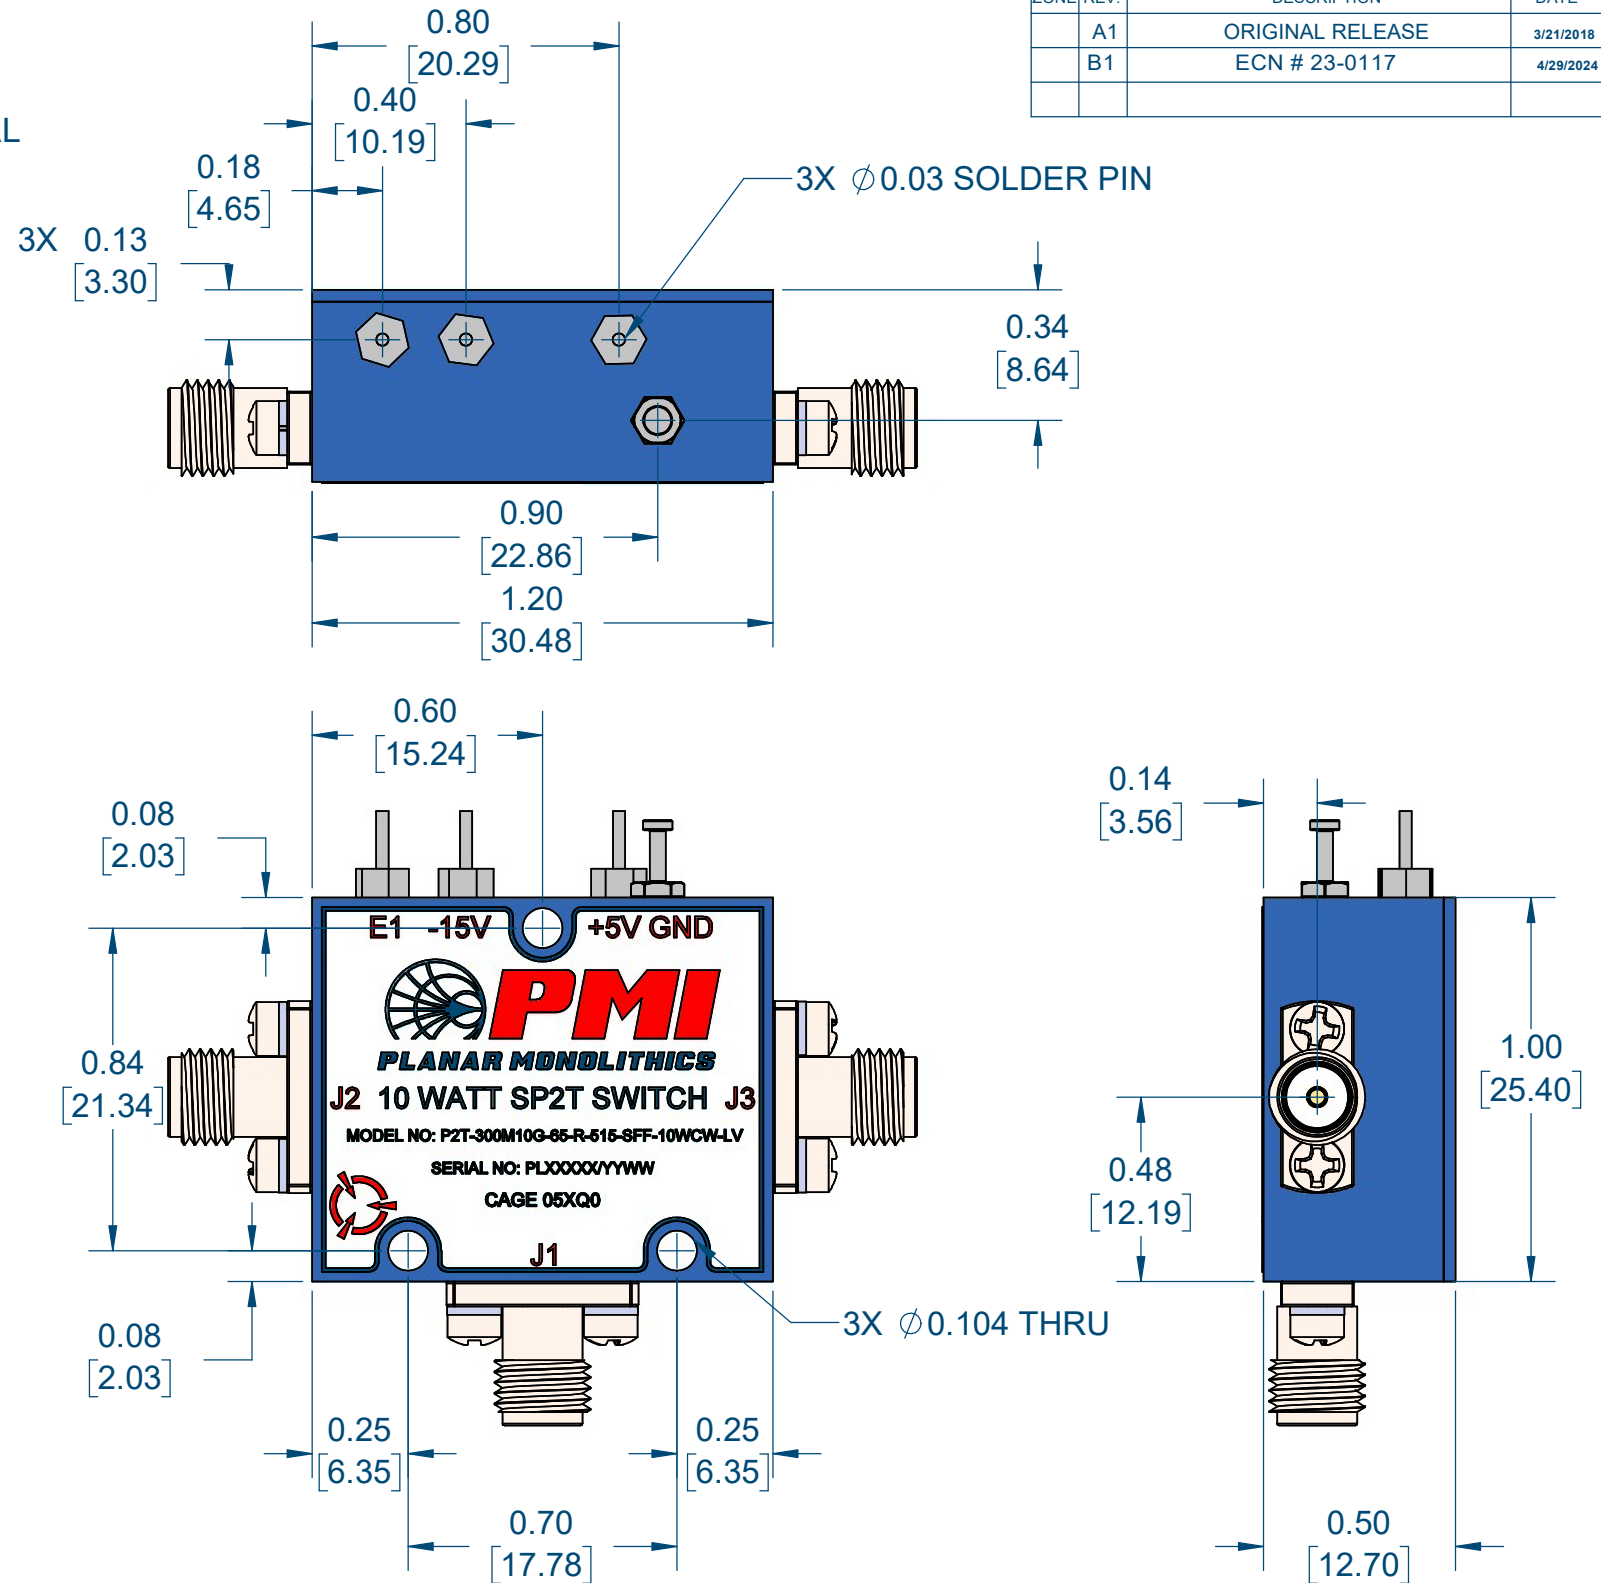 ZONE REV. DESCRIPTION DATE
A1 ORIGINAL RELEASE 3/21/2018
B1 ECN # 23-0117 4/29/2024
0.80
[20.29]
0.40
[10.19]
0.18
[4.65]
3X 0.13
[3.30]
3X ⌀0.03 SOLDER PIN
0.34
[8.64]
0.90
[22.86]
1.20
[30.48]
0.60
[15.24]
0.08
[2.03]
0.14
[3.56]
E1 -15V +5V GND
PMI
PLANAR MONOLITHICS
J2 10 WATT SP2T SWITCH J3
MODEL NO: P2T-300M10G-65-R-515-SFF-10WCW-LV
SERIAL NO: PLXXXXX/YYWW
CAGE 05XQ0
J1
0.84
[21.34]
1.00
[25.40]
0.48
[12.19]
3X ⌀0.104 THRU
0.08
[2.03]
0.25
[6.35]
0.25
[6.35]
0.70
[17.78]
0.50
[12.70]